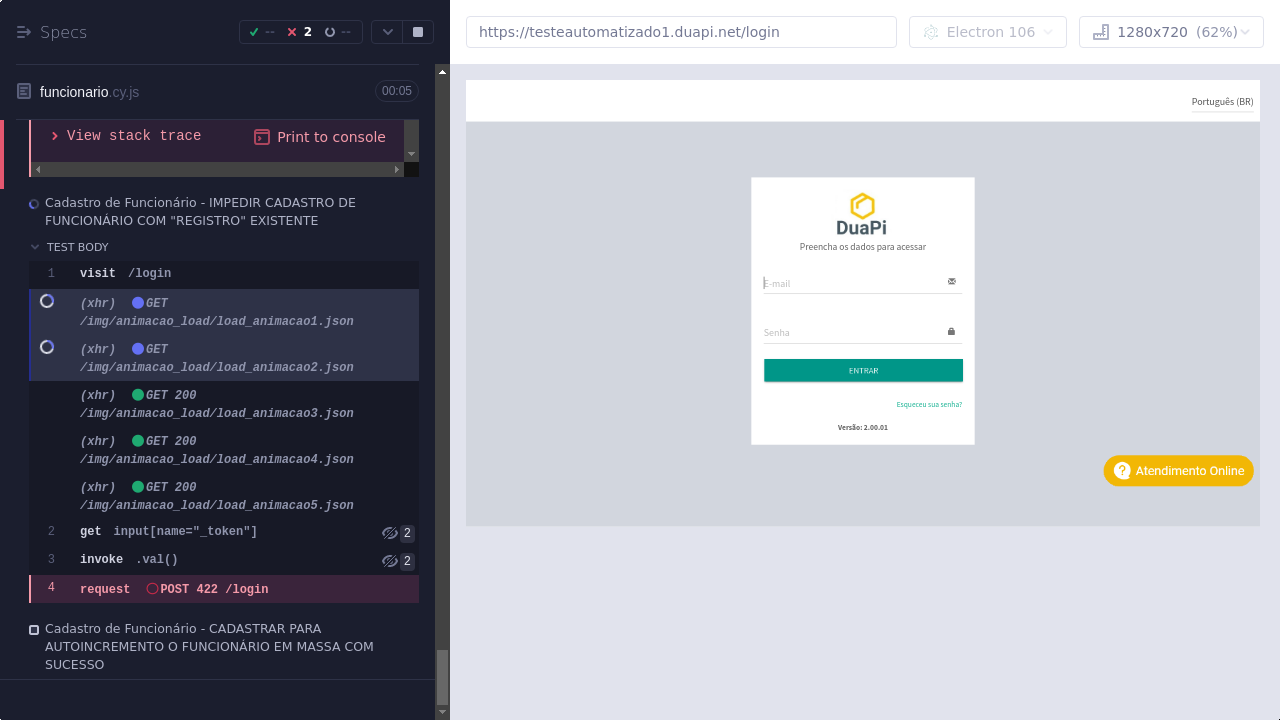 Specs
--
2
--
https://testeautomatizado1.duapi.net/login
Electron 106
1280x720 (62%)
funcionario.cy.js
00:05
View stack trace
Print to console
Cadastro de Funcionário - IMPEDIR CADASTRO DE
FUNCIONÁRIO COM "REGISTRO" EXISTENTE
TEST BODY
1 visit /login
(xhr) GET
/img/animacao_load/load_animacao1.json
(xhr) GET
/img/animacao_load/load_animacao2.json
(xhr) GET 200
/img/animacao_load/load_animacao3.json
(xhr) GET 200
/img/animacao_load/load_animacao4.json
(xhr) GET 200
/img/animacao_load/load_animacao5.json
2 get input[name="_token"] 2
3 invoke .val() 2
4 request POST 422 /login
Cadastro de Funcionário - CADASTRAR PARA
AUTOINCREMENTO O FUNCIONÁRIO EM MASSA COM
SUCESSO
Português (BR)
DuaPi
Preencha os dados para acessar
E-mail
Senha
ENTRAR
Esqueceu sua senha?
Versão: 2.00.01
Atendimento Online